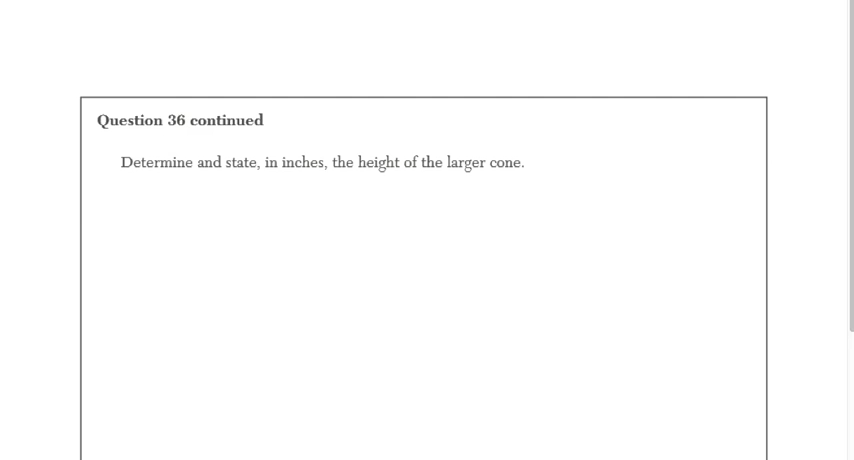 Question 36 continued
Determine and state, in inches, the height of the larger cone.